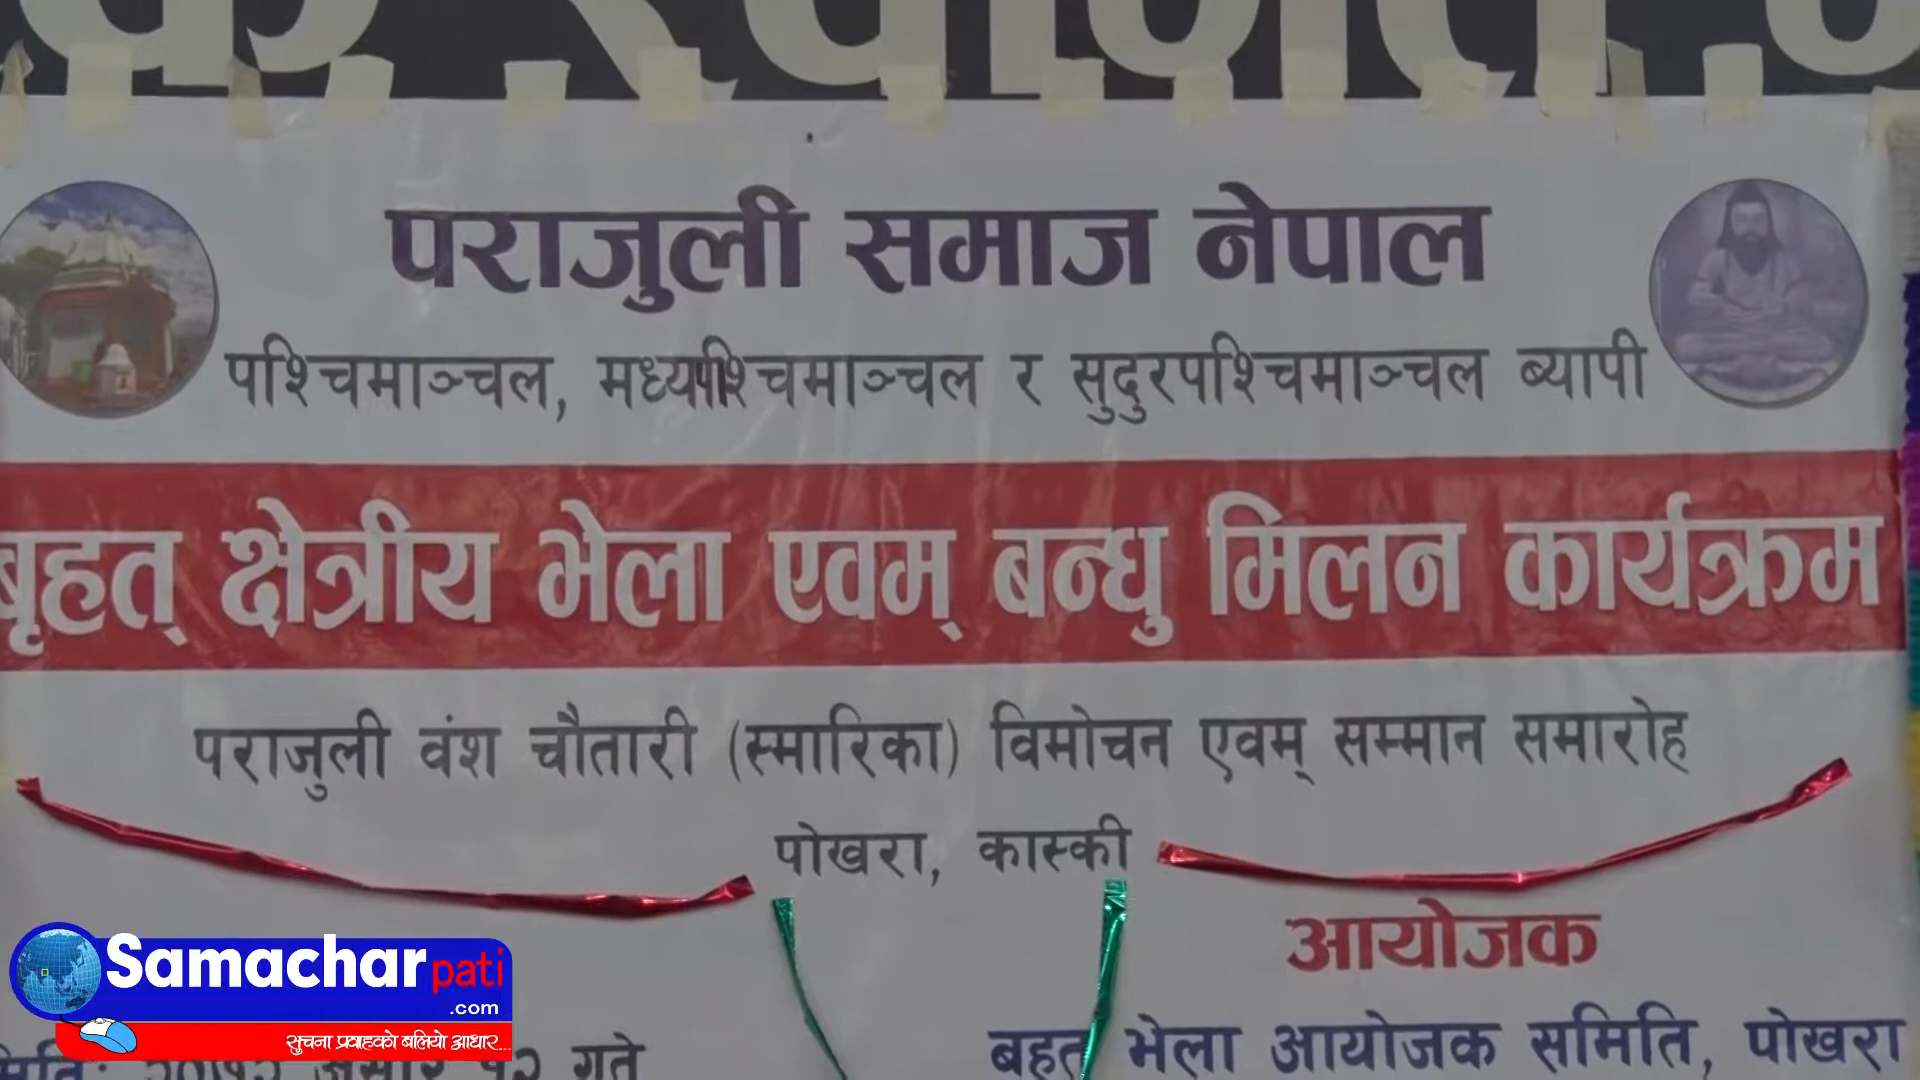 पराजुली समाज नेपाल
पश्चिमाञ्चल, मध्यपश्चिमाञ्चल र सुदुरपश्चिमाञ्चल ब्यापी
बृहत् क्षेत्रीय भेला एवम् बन्धु मिलन कार्यक्रम
पराजुली वंश चौतारी (स्मारिका) विमोचन एवम् सम्मान समारोह
पोखरा, कास्की
आयोजक
बहत् भेला आयोजक समिति, पोखरा
गते
Samacharpati
.com
सुचना प्रवाहको बलियो आधार...